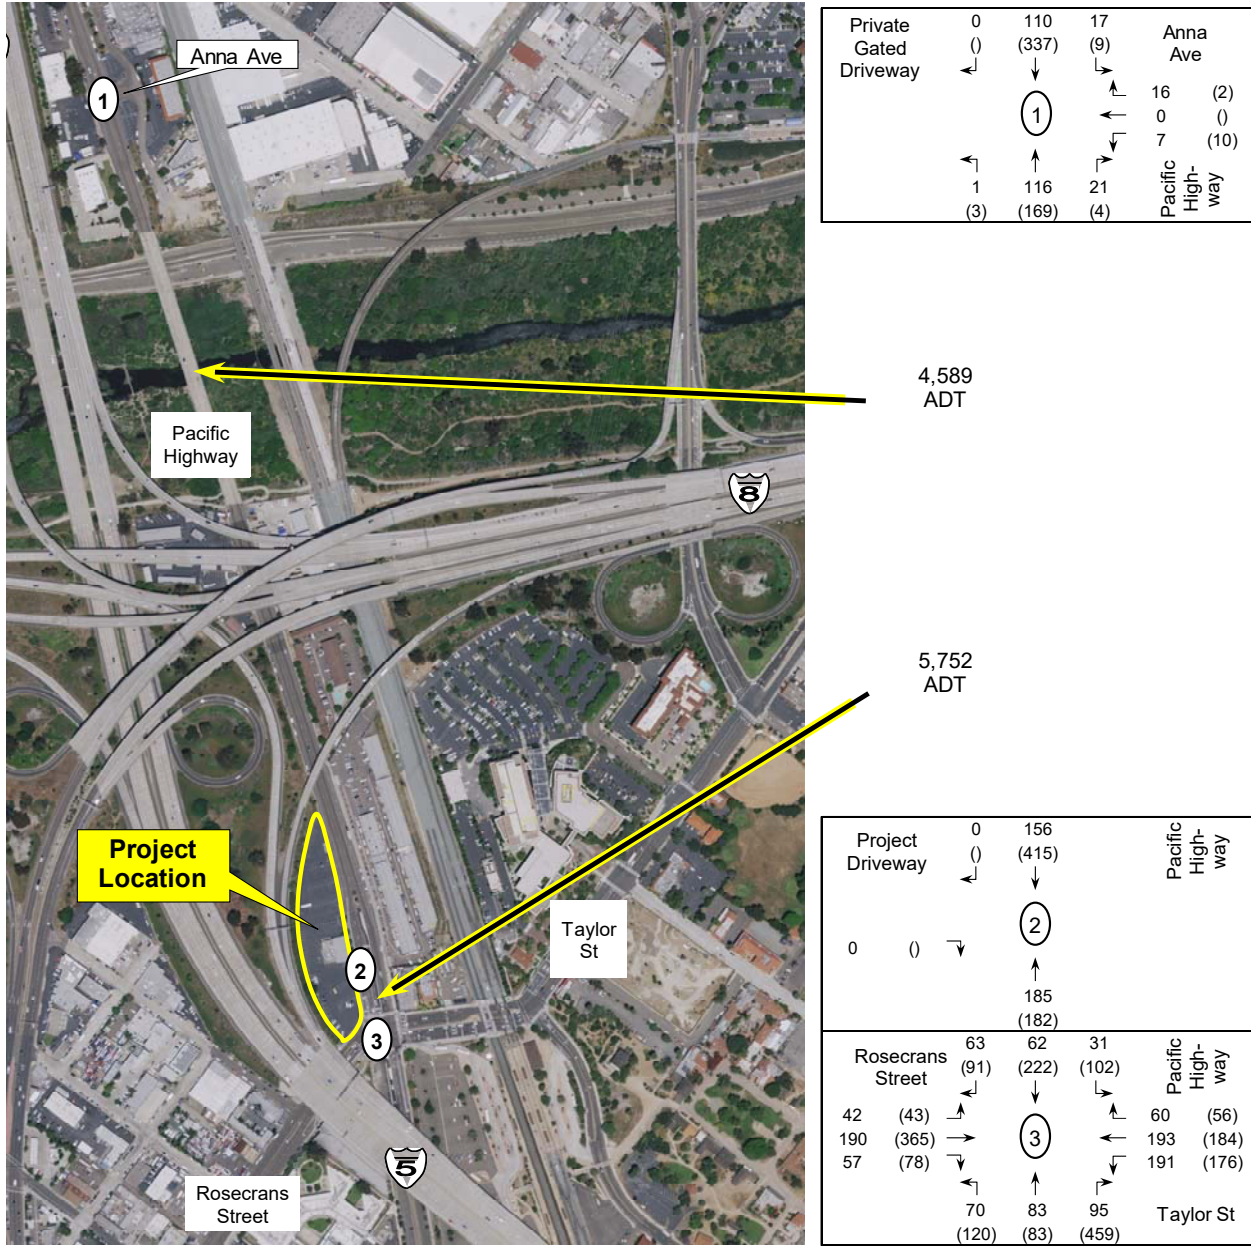 Anna Ave
1
Pacific
Highway
8
Project
Location
Taylor
St
2
3
5
Rosecrans
Street
4,589
ADT
5,752
ADT
Private
Gated
Driveway
0 110 17
() (337) (9)
Anna
Ave
1
16 (2)
0 ()
7 (10)
1 116 21
(3) (169) (4)
Pacific
High-
way
Project
Driveway
0 156
() (415)
Pacific
High-
way
2
0 ()
185
(182)
Rosecrans
Street
63 62 31
(91) (222) (102)
Pacific
High-
way
42 (43)
190 (365)
57 (78)
3
60 (56)
193 (184)
191 (176)
70 83 95
(120) (83) (459)
Taylor St